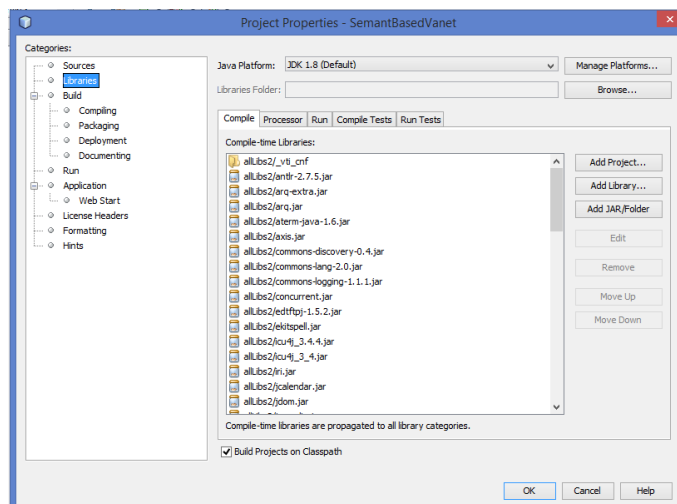 Project Properties - SemantBasedVanet
Categories:
Sources
Libraries
Build
Compiling
Packaging
Deployment
Documenting
Run
Application
Web Start
License Headers
Formatting
Hints
Java Platform: JDK 1.8 (Default) Manage Platforms...
Libraries Folder: Browse...
Compile Processor Run Compile Tests Run Tests
Compile-time Libraries:
allLibs2/_vti_cnf
allLibs2/antlr-2.7.5.jar
allLibs2/arq-extra.jar
allLibs2/arq.jar
allLibs2/aterm-java-1.6.jar
allLibs2/axis.jar
allLibs2/commons-discovery-0.4.jar
allLibs2/commons-lang-2.0.jar
allLibs2/commons-logging-1.1.1.jar
allLibs2/concurrent.jar
allLibs2/edtftpj-1.5.2.jar
allLibs2/ekitspell.jar
allLibs2/icu4j_3.4.4.jar
allLibs2/icu4j_3_4.jar
allLibs2/iri.jar
allLibs2/jcalendar.jar
allLibs2/jdom.jar
Add Project...
Add Library...
Add JAR/Folder
Edit
Remove
Move Up
Move Down
Compile-time libraries are propagated to all library categories.
Build Projects on Classpath
OK Cancel Help